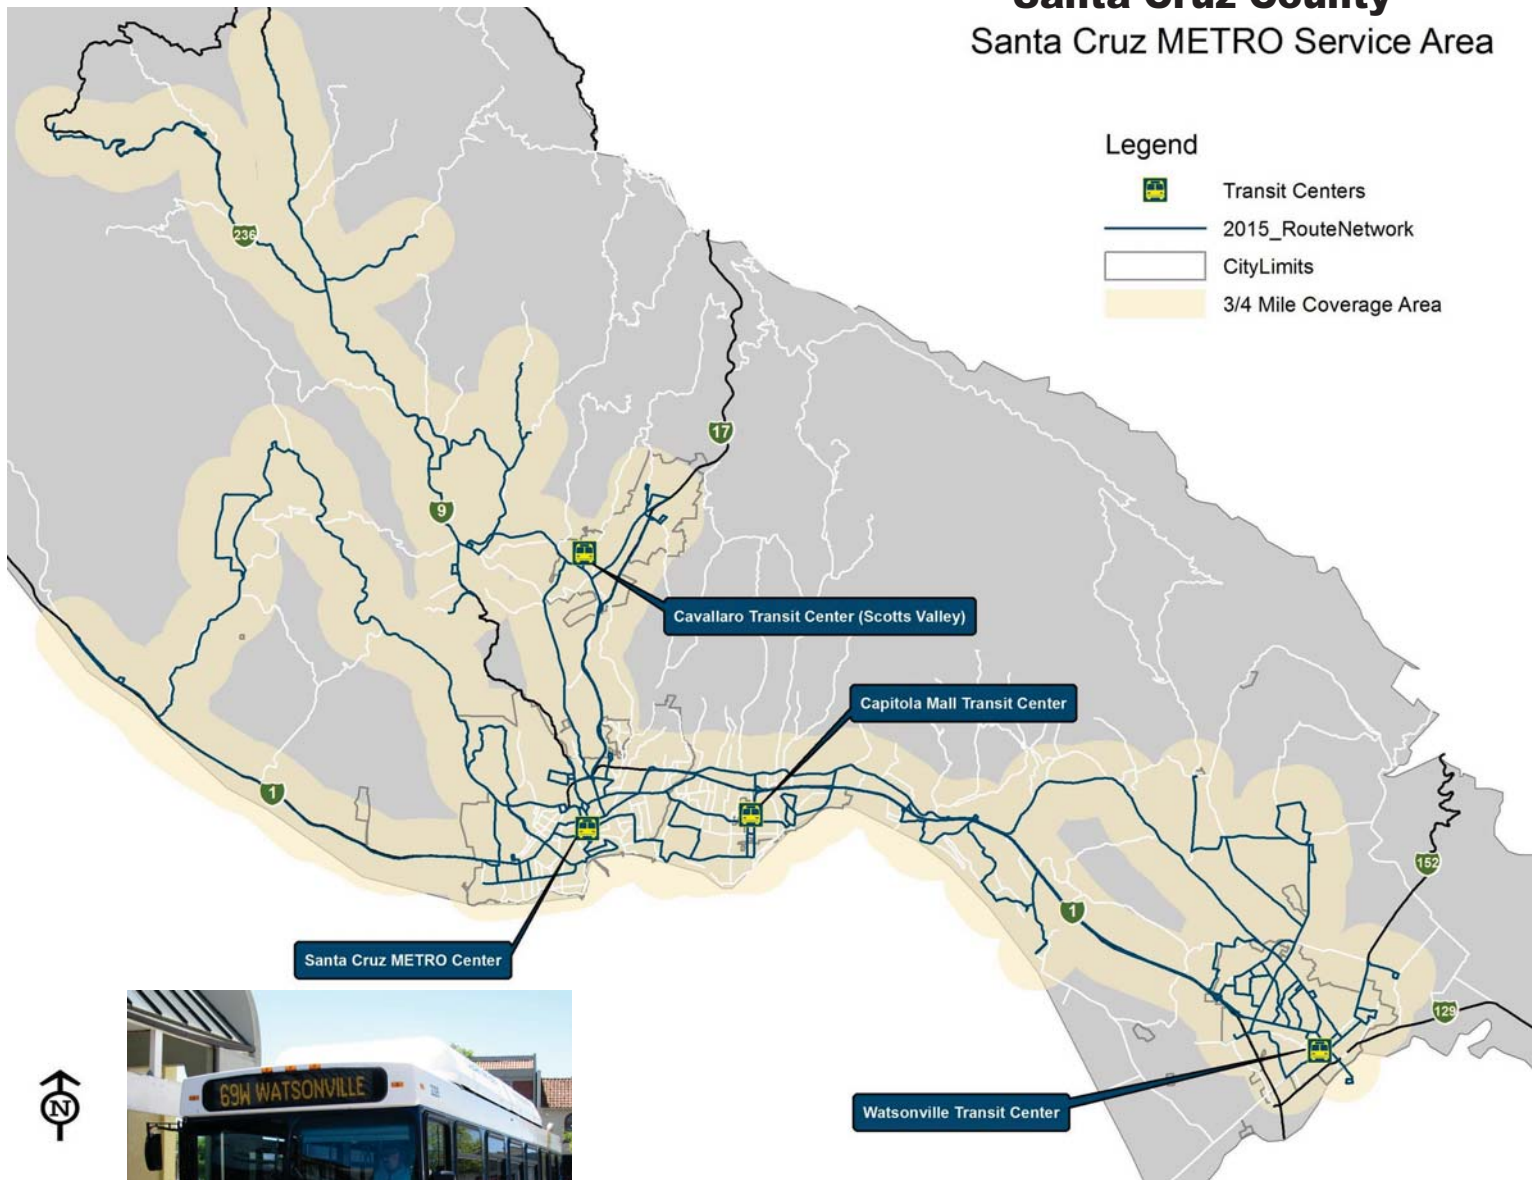 Santa Cruz County
Santa Cruz METRO Service Area
Legend
Transit Centers
2015_RouteNetwork
CityLimits
3/4 Mile Coverage Area
236
17
9
Cavallaro Transit Center (Scotts Valley)
Capitola Mall Transit Center
1
152
1
Santa Cruz METRO Center
129
Watsonville Transit Center
69W WATSONVILLE
N